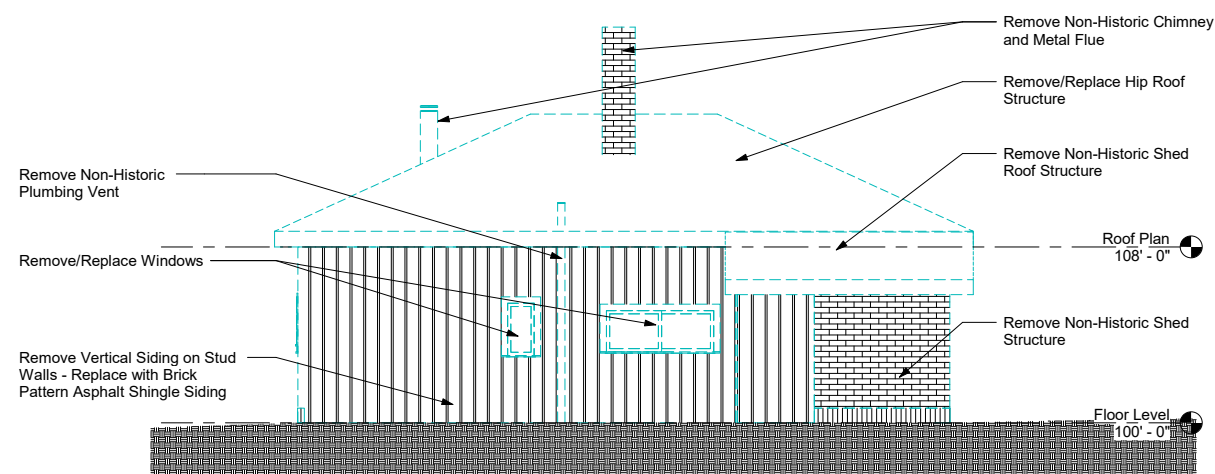 Remove Non-Historic Chimney
and Metal Flue
Remove/Replace Hip Roof
Structure
Remove Non-Historic Shed
Roof Structure
Remove Non-Historic
Plumbing Vent
Roof Plan
108' - 0"
Remove/Replace Windows
Remove Non-Historic Shed
Structure
Remove Vertical Siding on Stud
Walls - Replace with Brick
Pattern Asphalt Shingle Siding
Floor Level
100' - 0"